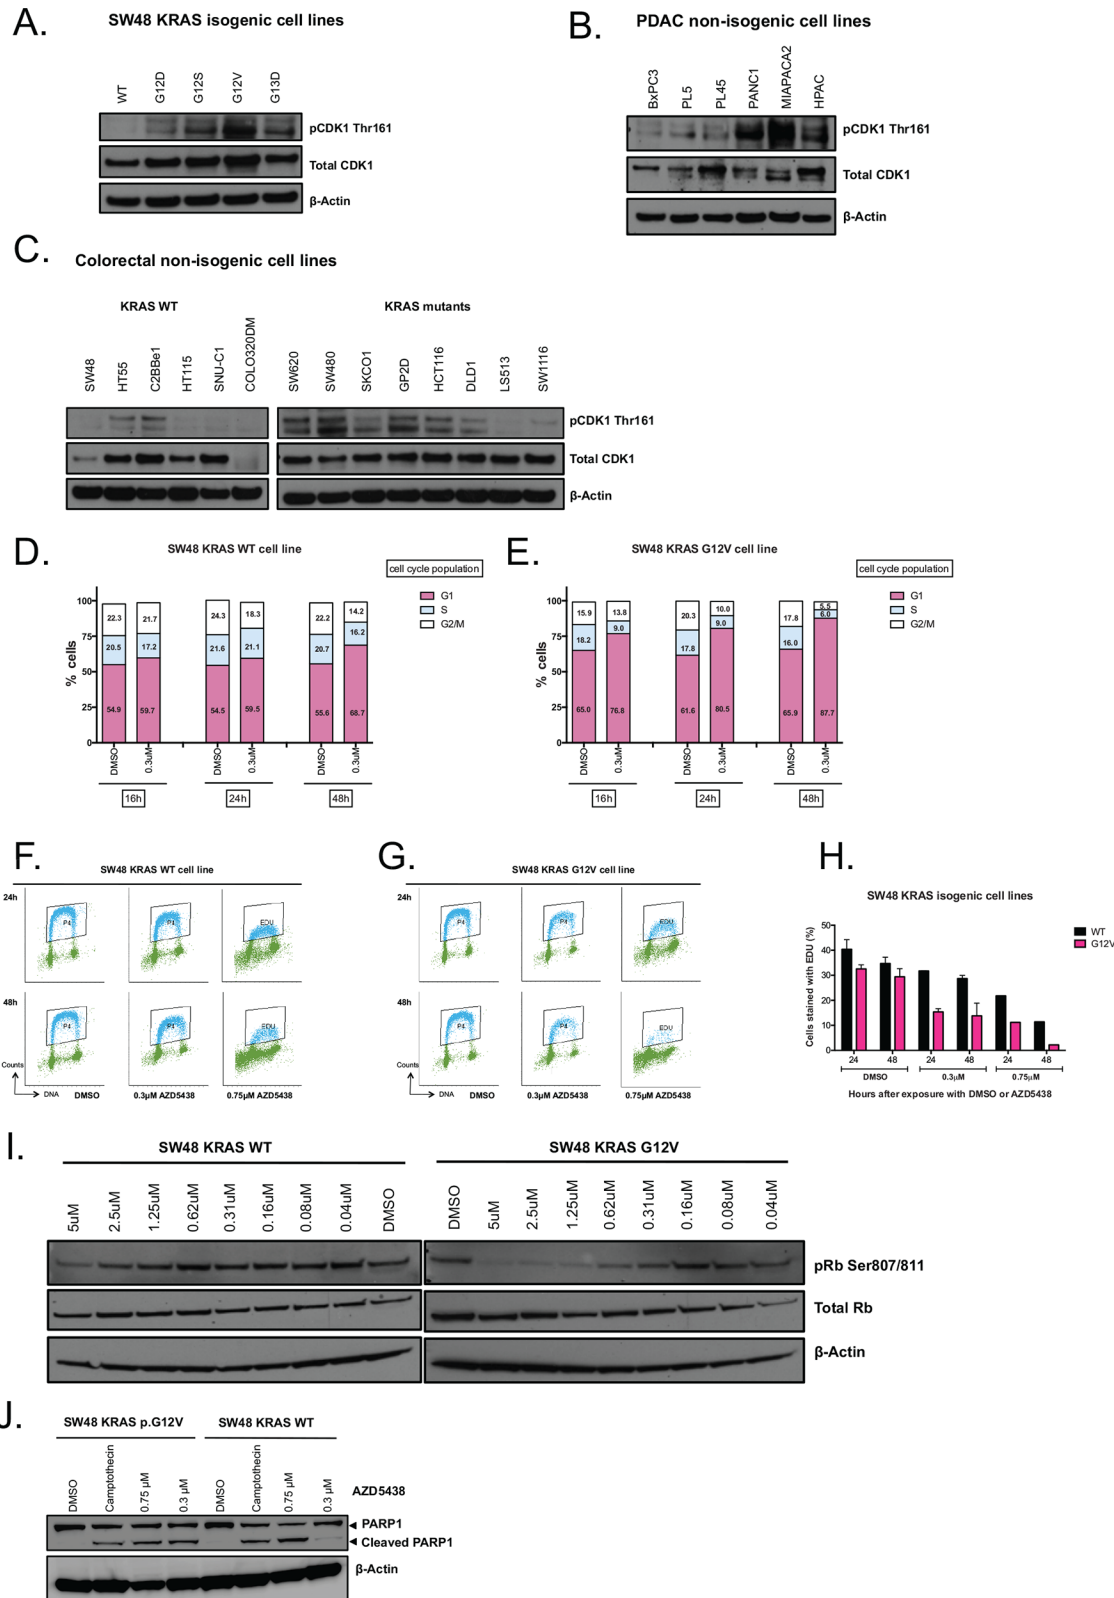 A.
SW48 KRAS isogenic cell lines
WT G12D G12S G12V G13D
pCDK1 Thr161
Total CDK1
β-Actin
B.
PDAC non-isogenic cell lines
BxPC3 PL5 PL45 PANC1 MIAPACA2 HPAC
pCDK1 Thr161
Total CDK1
β-Actin
C.
Colorectal non-isogenic cell lines
KRAS WT KRAS mutants
SW48 HT55 C2BBe1 HT115 SNU-C1 COLO320DM SW620 SW480 SKCO1 GP2D HCT116 DLD1 LS513 SW1116
pCDK1 Thr161
Total CDK1
β-Actin
D.
SW48 KRAS WT cell line
cell cycle population
G1
S
G2/M
% cells
100
75
50
25
0
22.3 21.7 24.3 18.3 22.2 14.2
20.5 17.2 21.6 21.1 20.7 16.2
54.9 59.7 54.5 59.5 55.6 68.7
DMSO 0.3uM DMSO 0.3uM DMSO 0.3uM
16h 24h 48h
E.
SW48 KRAS G12V cell line
cell cycle population
G1
S
G2/M
% cells
100
75
50
25
0
15.9 13.8 20.3 10.0 17.8 5.5
18.2 9.0 17.8 9.0 16.0 6.0
65.0 76.8 61.6 80.5 65.9 87.7
DMSO 0.3uM DMSO 0.3uM DMSO 0.3uM
16h 24h 48h
F.
SW48 KRAS WT cell line
24h
P4 P4 EDU
48h
P4 P4 EDU
Counts
DNA DMSO 0.3µM AZD5438 0.75µM AZD5438
G.
SW48 KRAS G12V cell line
24h
P4 P4 EDU
48h
P4 P4 EDU
Counts
DNA DMSO 0.3µM AZD5438 0.75µM AZD5438
H.
SW48 KRAS isogenic cell lines
WT
G12V
Cells stained with EDU (%)
50
40
30
20
10
0
24 48 24 48 24 48
DMSO 0.3µM 0.75µM
Hours after exposure with DMSO or AZD5438
I.
SW48 KRAS WT SW48 KRAS G12V
5uM 2.5uM 1.25uM 0.62uM 0.31uM 0.16uM 0.08uM 0.04uM DMSO DMSO 5uM 2.5uM 1.25uM 0.62uM 0.31uM 0.16uM 0.08uM 0.04uM
pRb Ser807/811
Total Rb
β-Actin
J.
SW48 KRAS p.G12V SW48 KRAS WT
DMSO Camptothecin 0.75 µM 0.3 µM DMSO Camptothecin 0.75 µM 0.3 µM
AZD5438
PARP1
Cleaved PARP1
β-Actin